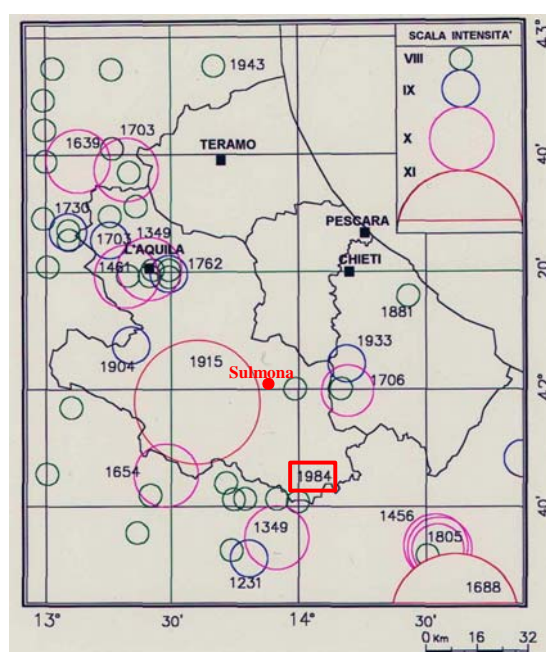 SCALA INTENSITA'
VIII
IX
X
XI
43°
1943
1703
1639
TERAMO
40'
1730
1703
1349
PESCARA
L'AQUILA
1461
1762
CHIETI
20'
1881
1904
1915
Sulmona
1933
1706
42°
1654
1984
40'
1349
1456
1805
1231
1688
13°
30'
14°
30'
0 Km 16 32